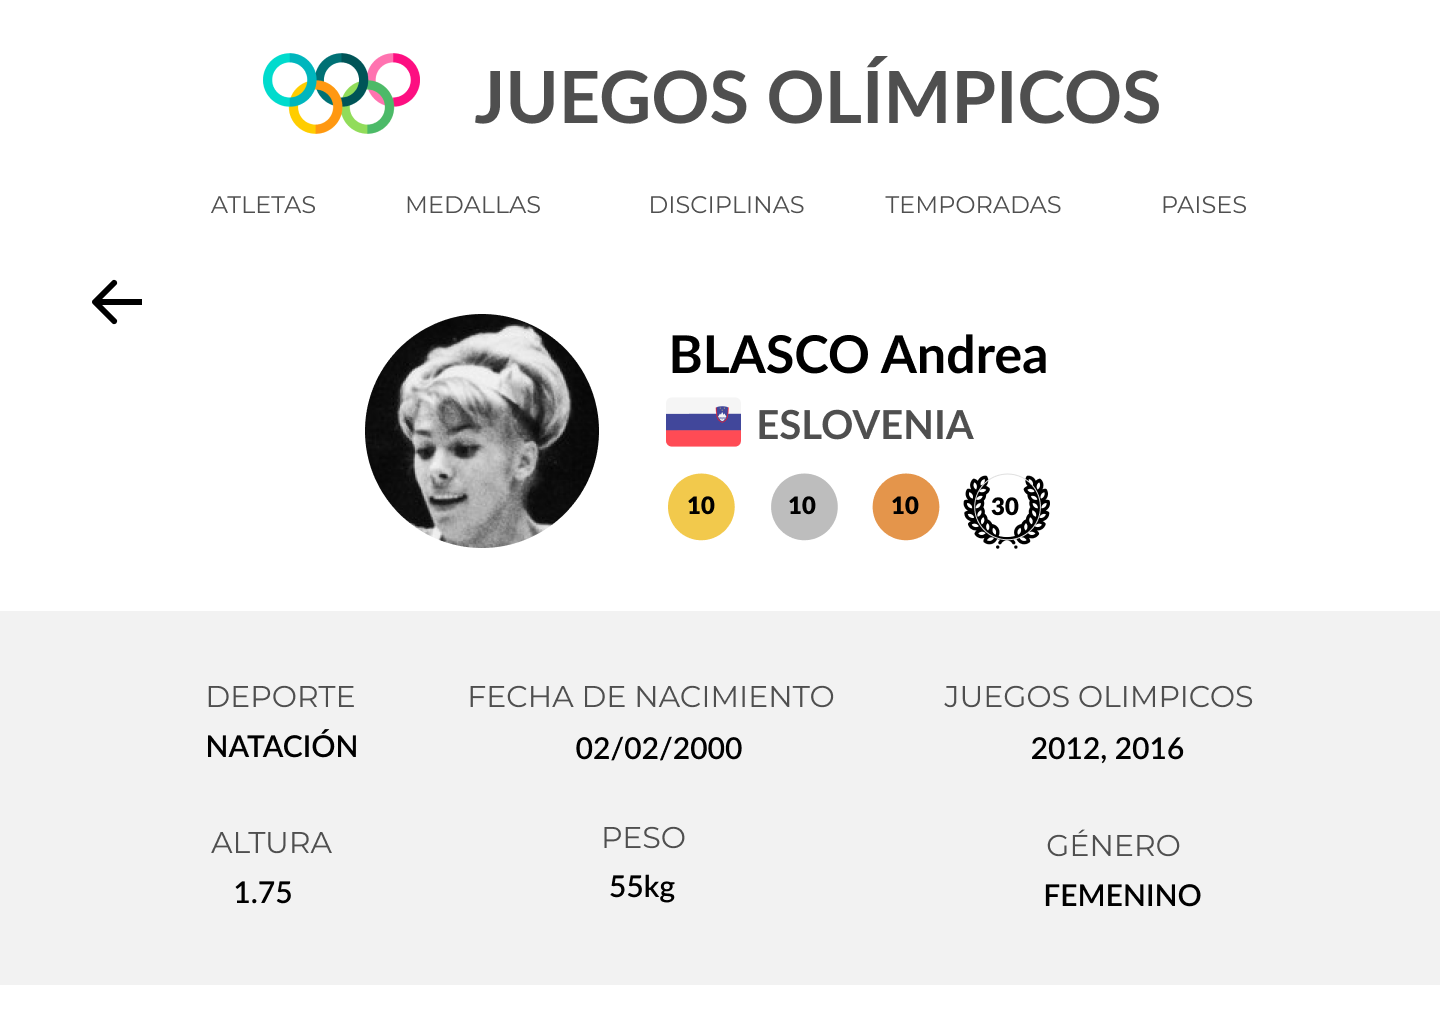 JUEGOS OLÍMPICOS
ATLETAS MEDALLAS DISCIPLINAS TEMPORADAS PAISES
BLASCO Andrea
ESLOVENIA
10 10 10 30
DEPORTE FECHA DE NACIMIENTO JUEGOS OLIMPICOS
NATACIÓN 02/02/2000 2012, 2016
ALTURA PESO GÉNERO
1.75 55kg FEMENINO